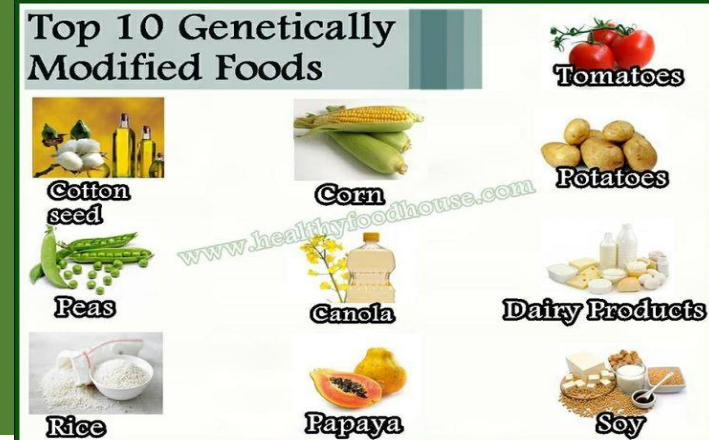 Top 10 Genetically
Modified Foods
Tomatoes
Cotton
seed
Corn
Potatoes
www.healthyfoodhouse.com
Peas
Canola
Dairy Products
Rice
Papaya
Soy